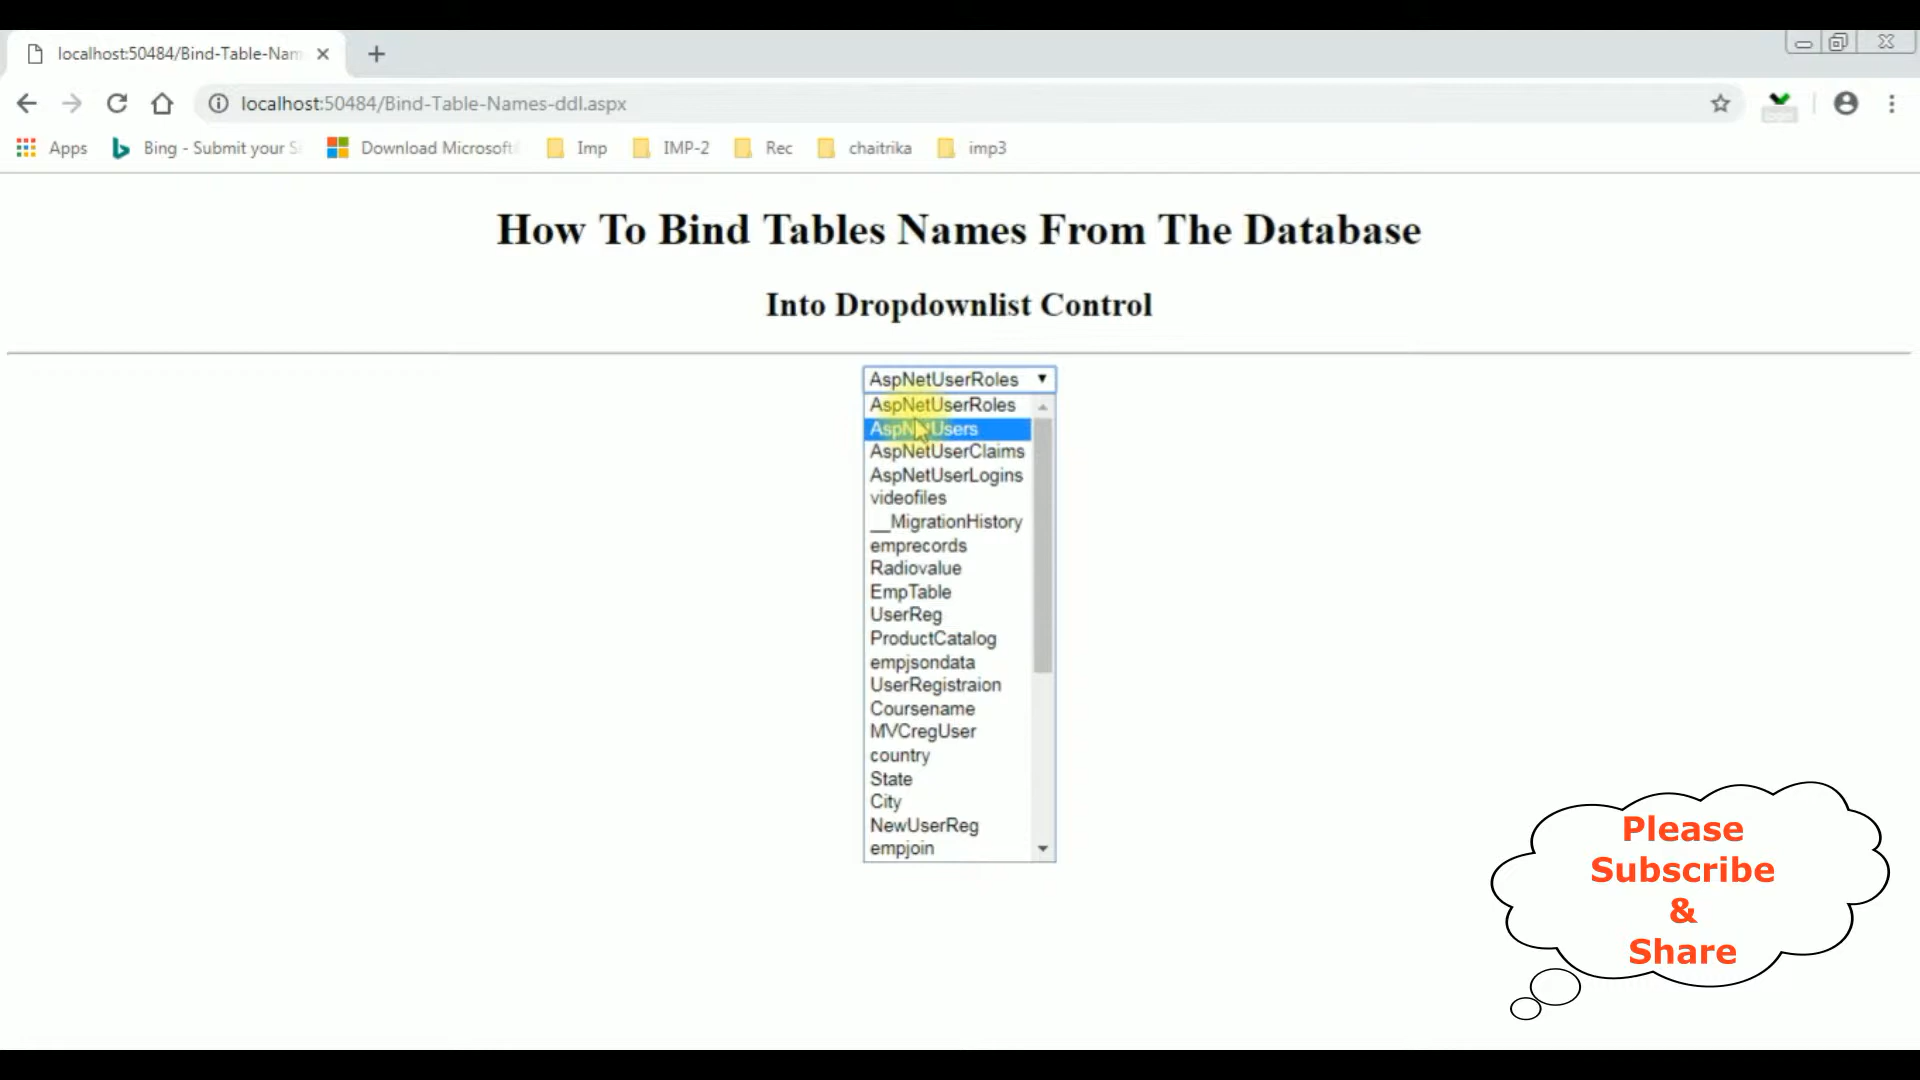 localhost:50484/Bind-Table-Nam
localhost:50484/Bind-Table-Names-ddl.aspx
Apps
Bing - Submit your S
Download Microsoft
Imp
IMP-2
Rec
chaitrika
imp3
How To Bind Tables Names From The Database
Into Dropdownlist Control
AspNetUserRoles
AspNetUserRoles
AspNetUsers
AspNetUserClaims
AspNetUserLogins
videofiles
__MigrationHistory
emprecords
Radiovalue
EmpTable
UserReg
ProductCatalog
empjsondata
UserRegistraion
Coursename
MVCregUser
country
State
City
NewUserReg
empjoin
Please
Subscribe
&
Share